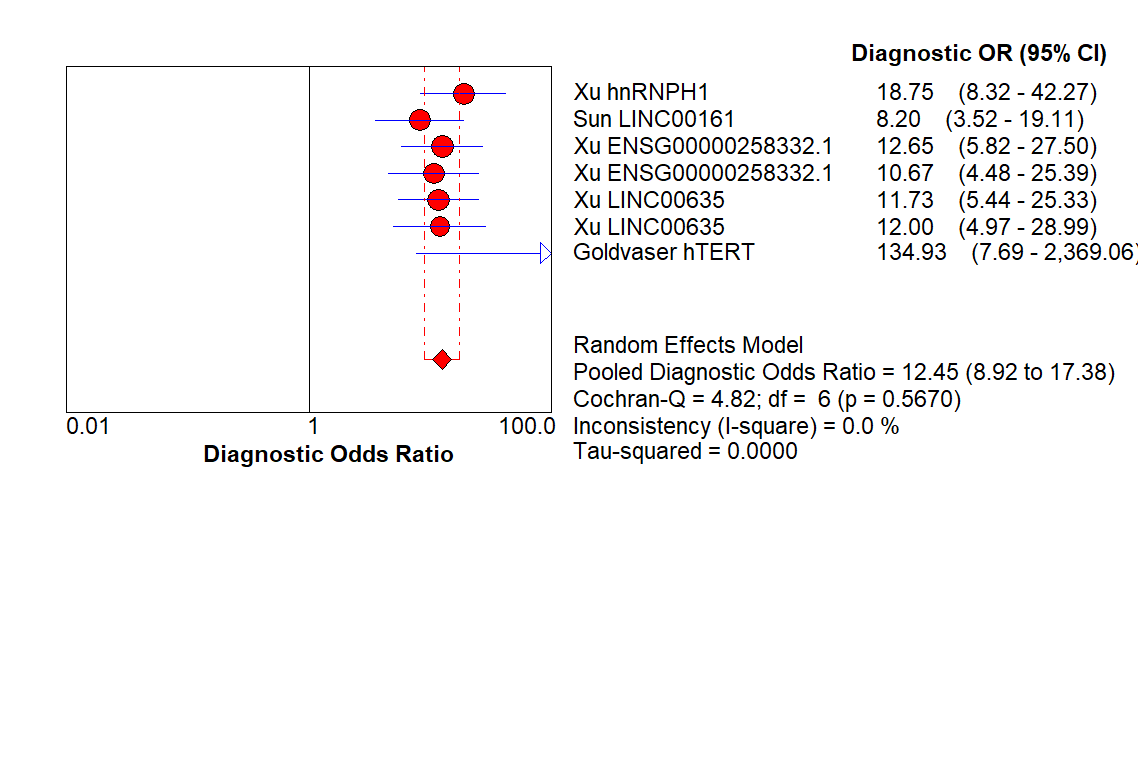 Diagnostic OR (95% CI)
Xu hnRNPH1 18.75 (8.32 - 42.27)
Sun LINC00161 8.20 (3.52 - 19.11)
Xu ENSG00000258332.1 12.65 (5.82 - 27.50)
Xu ENSG00000258332.1 10.67 (4.48 - 25.39)
Xu LINC00635 11.73 (5.44 - 25.33)
Xu LINC00635 12.00 (4.97 - 28.99)
Goldvaser hTERT 134.93 (7.69 - 2,369.06)
Random Effects Model
Pooled Diagnostic Odds Ratio = 12.45 (8.92 to 17.38)
Cochran-Q = 4.82; df = 6 (p = 0.5670)
Inconsistency (I-square) = 0.0 %
Tau-squared = 0.0000
0.01 1 100.0
Diagnostic Odds Ratio